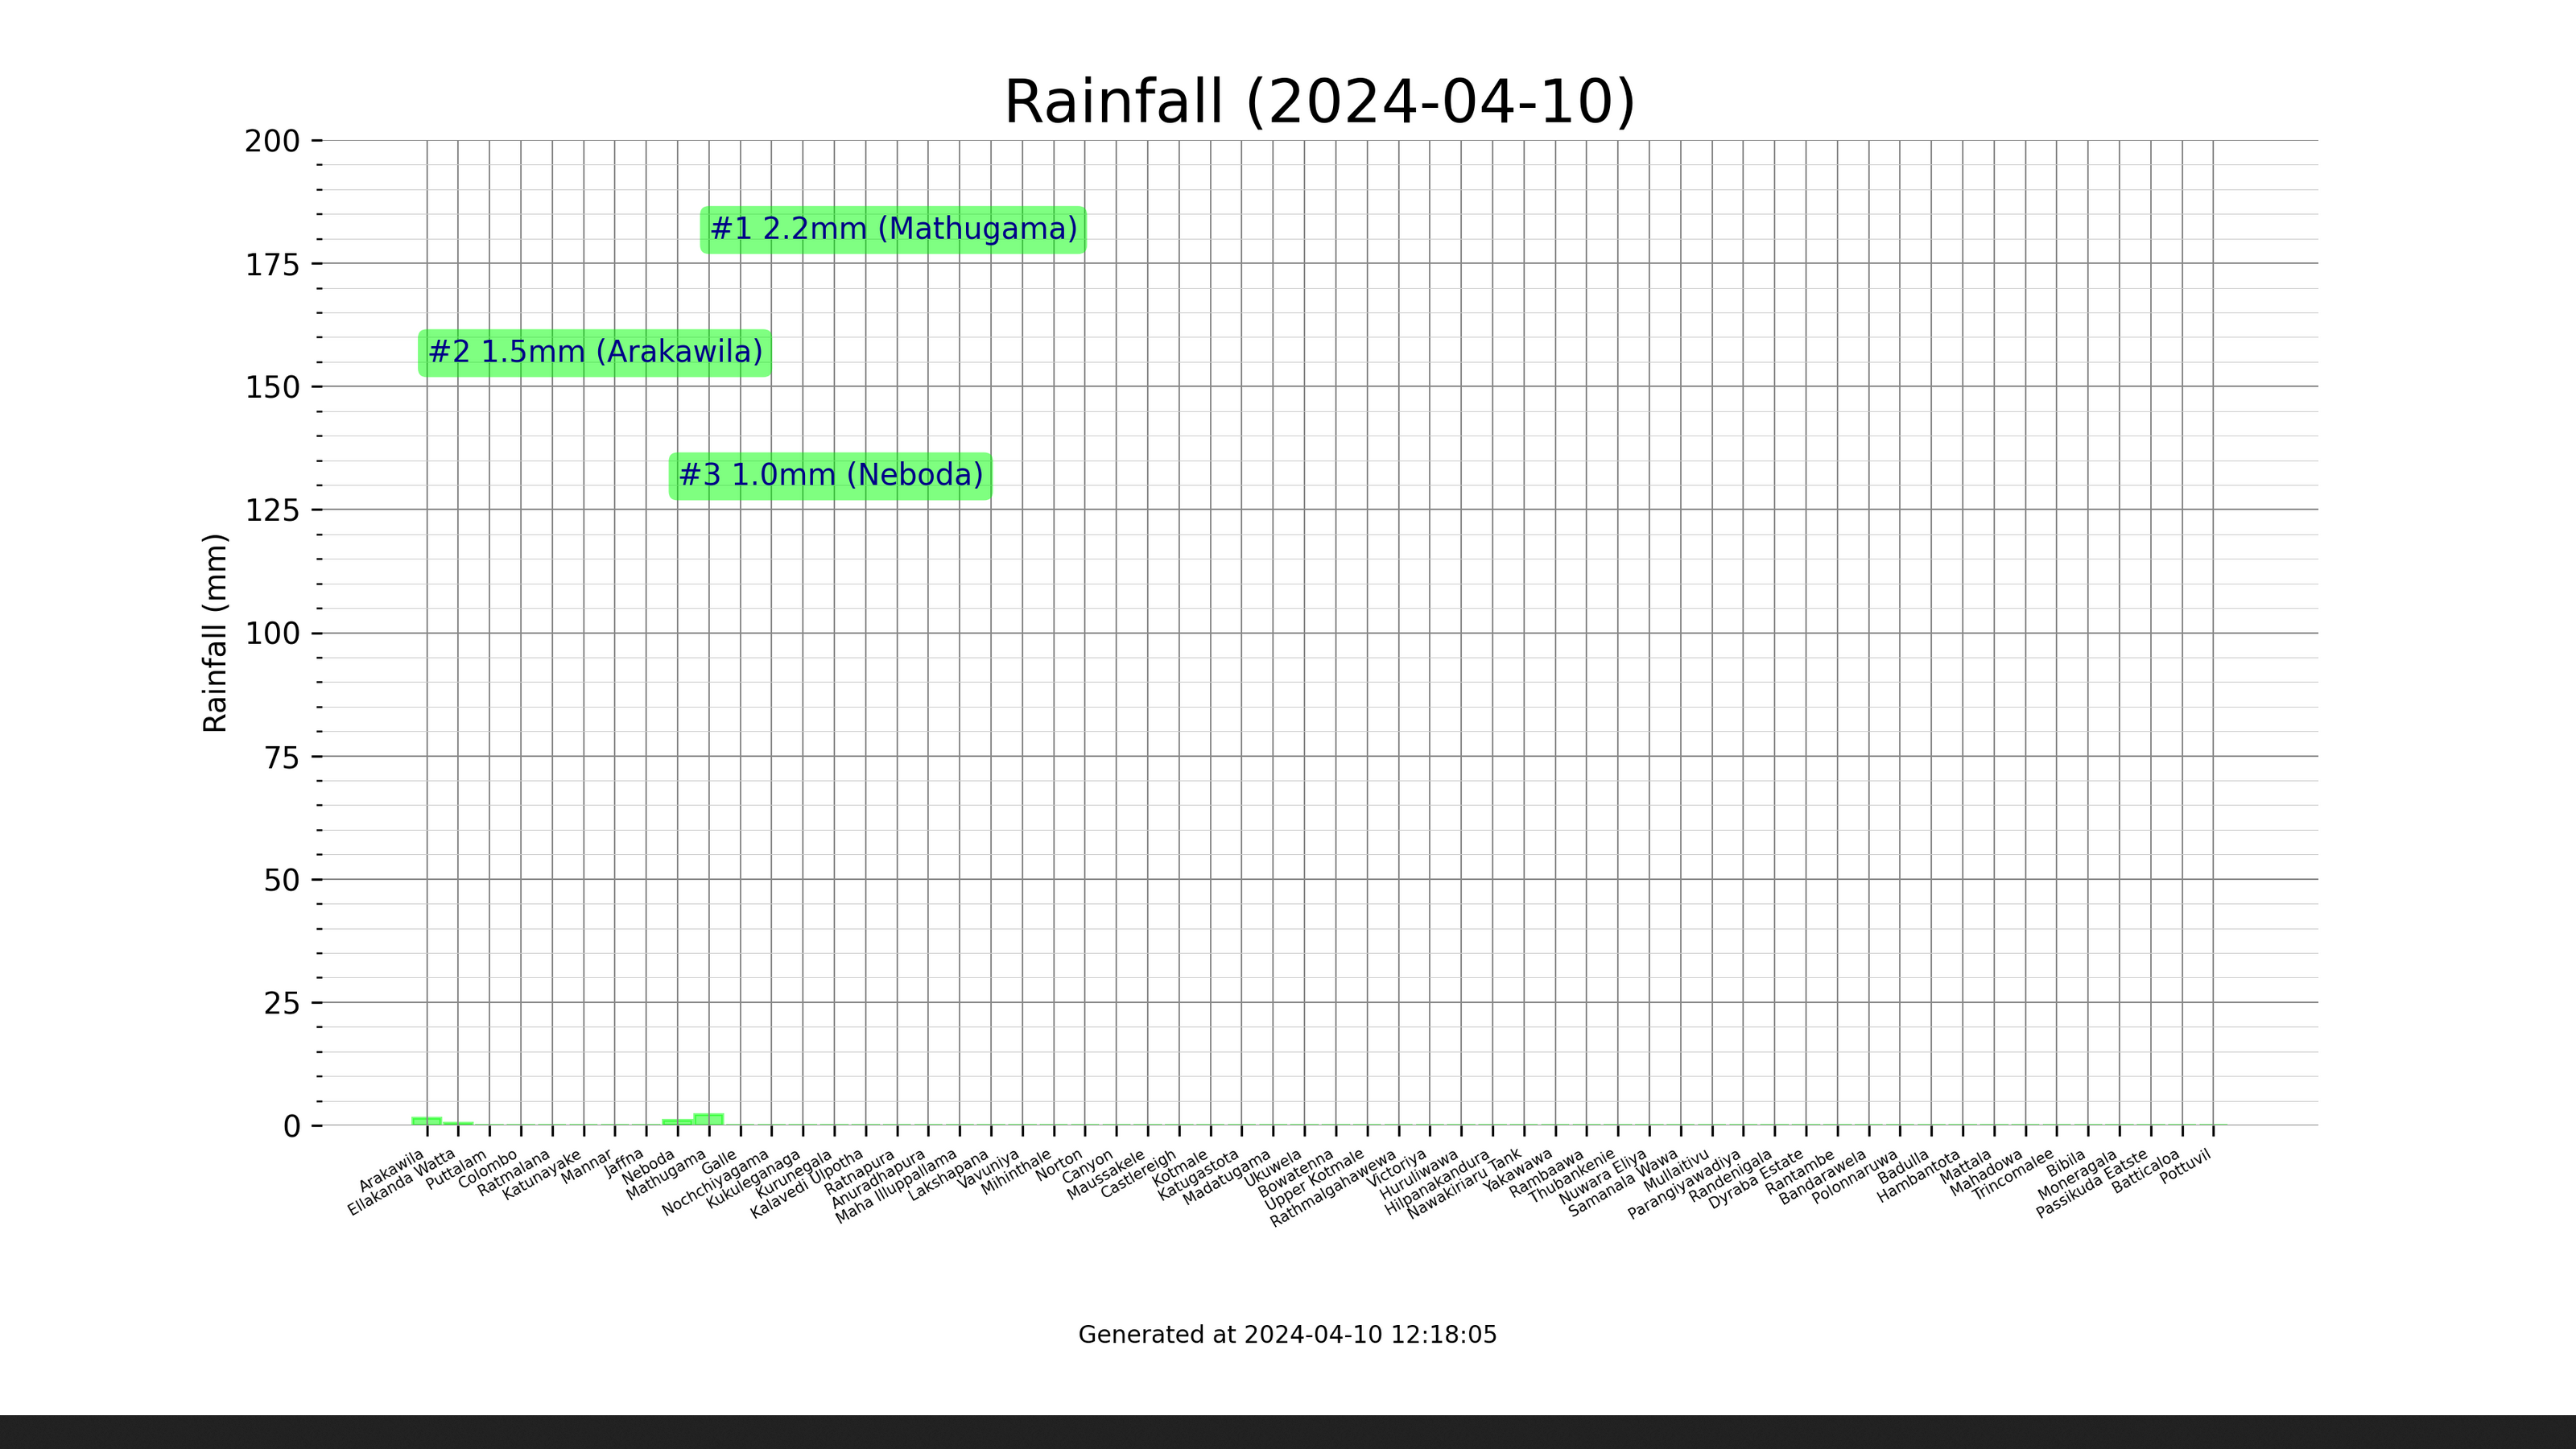 Rainfall (2024-04-10)
200
175
150
125
100
75
50
25
0
Rainfall (mm)
#1 2.2mm (Mathugama)
#2 1.5mm (Arakawila)
#3 1.0mm (Neboda)
Arakawila
Ellakanda Watta
Puttalam
Colombo
Ratmalana
Katunayake
Mannar
Jaffna
Neboda
Mathugama
Galle
Nochchiyagama
Kukuleganaga
Kurunegala
Kalavedi Ulpotha
Ratnapura
Anuradhapura
Maha Illuppallama
Lakshapana
Vavuniya
Mihinthale
Norton
Canyon
Maussakele
Castlereigh
Kotmale
Katugastota
Madatugama
Ukuwela
Bowatenna
Upper Kotmale
Rathmalgahawewa
Victoriya
Huruliwawa
Hilpanakandura
Nawakiriaru Tank
Yakawawa
Rambaawa
Thubankenie
Nuwara Eliya
Samanala Wawa
Mullaitivu
Parangiyawadiya
Randenigala
Dyraba Estate
Rantambe
Bandarawela
Polonnaruwa
Badulla
Hambantota
Mattala
Mahadowa
Trincomalee
Bibila
Moneragala
Passikuda Eatste
Batticaloa
Pottuvil
Generated at 2024-04-10 12:18:05